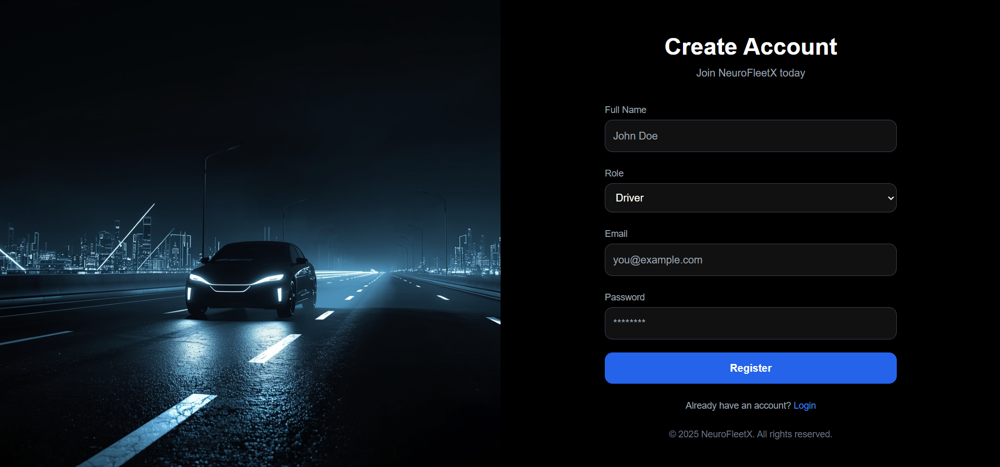 Create Account
Join NeuroFleetX today
Full Name
John Doe
Role
Driver
Email
you@example.com
Password
********
Register
Already have an account? Login
© 2025 NeuroFleetX. All rights reserved.